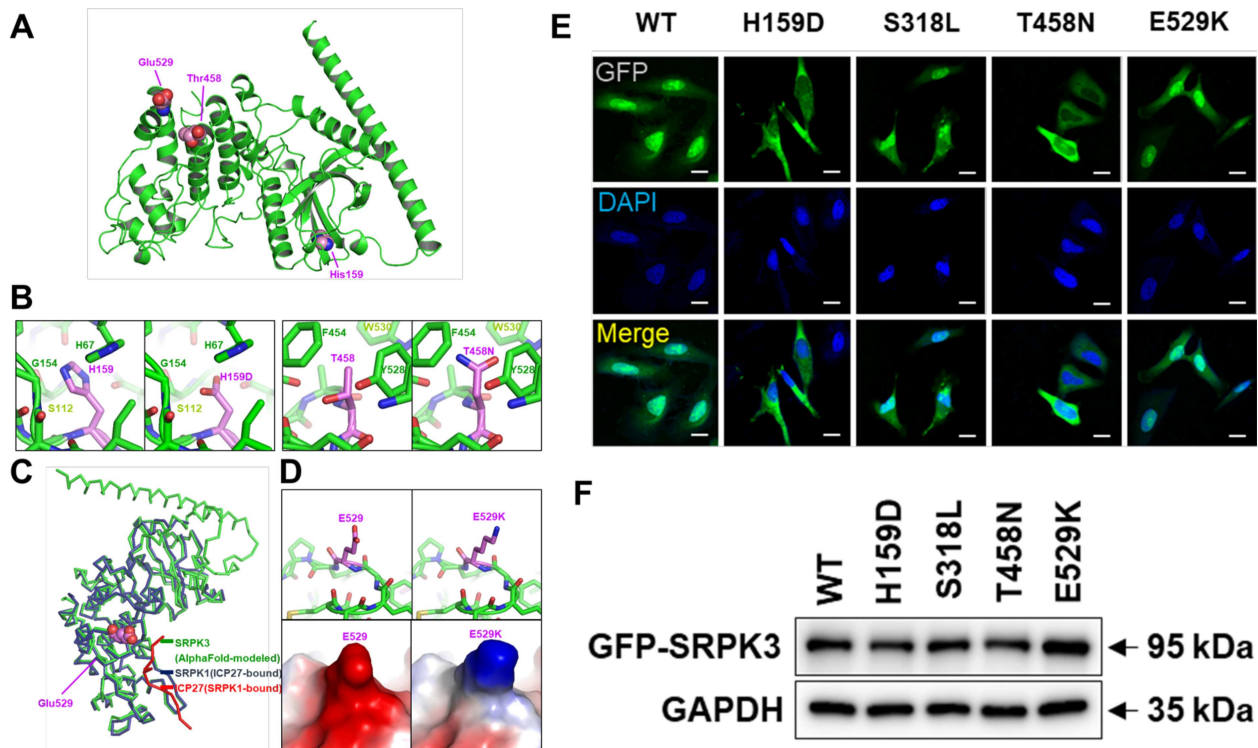 A
Glu529
Thr458
His159
B
H67
G154
H159
S112
H67
G154
H159D
S112
F454
W530
T458
Y528
F454
W530
T458N
Y528
C
SRPK3
(AlphaFold-modeled)
SRPK1(ICP27-bound)
ICP27(SRPK1-bound)
Glu529
D
E529
E529K
E529
E529K
E
WT H159D S318L T458N E529K
GFP
DAPI
Merge
F
WT H159D S318L T458N E529K
GFP-SRPK3 95 kDa
GAPDH 35 kDa